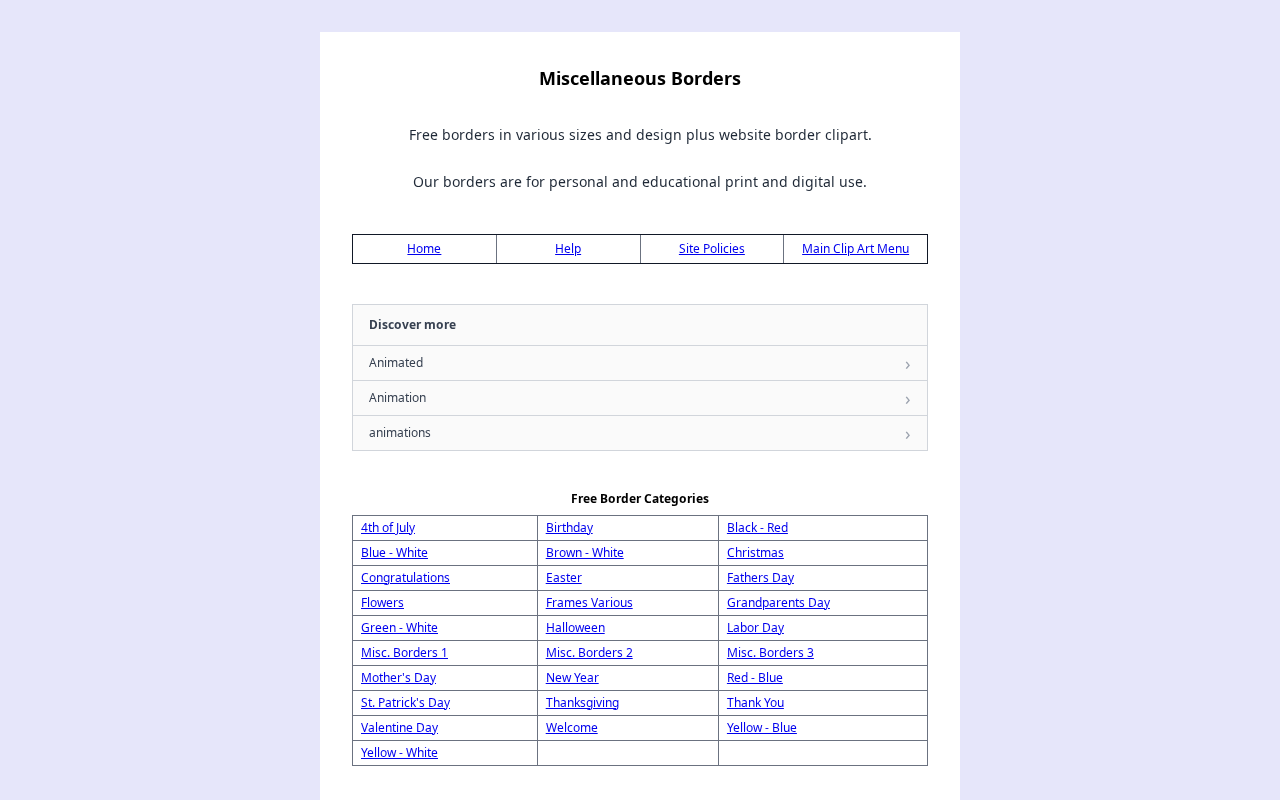 Miscellaneous Borders
Free borders in various sizes and design plus website border clipart.
Our borders are for personal and educational print and digital use.
Home Help Site Policies Main Clip Art Menu
Discover more
Animated ›
Animation ›
animations ›
Free Border Categories
4th of July Birthday Black - Red
Blue - White Brown - White Christmas
Congratulations Easter Fathers Day
Flowers Frames Various Grandparents Day
Green - White Halloween Labor Day
Misc. Borders 1 Misc. Borders 2 Misc. Borders 3
Mother's Day New Year Red - Blue
St. Patrick's Day Thanksgiving Thank You
Valentine Day Welcome Yellow - Blue
Yellow - White